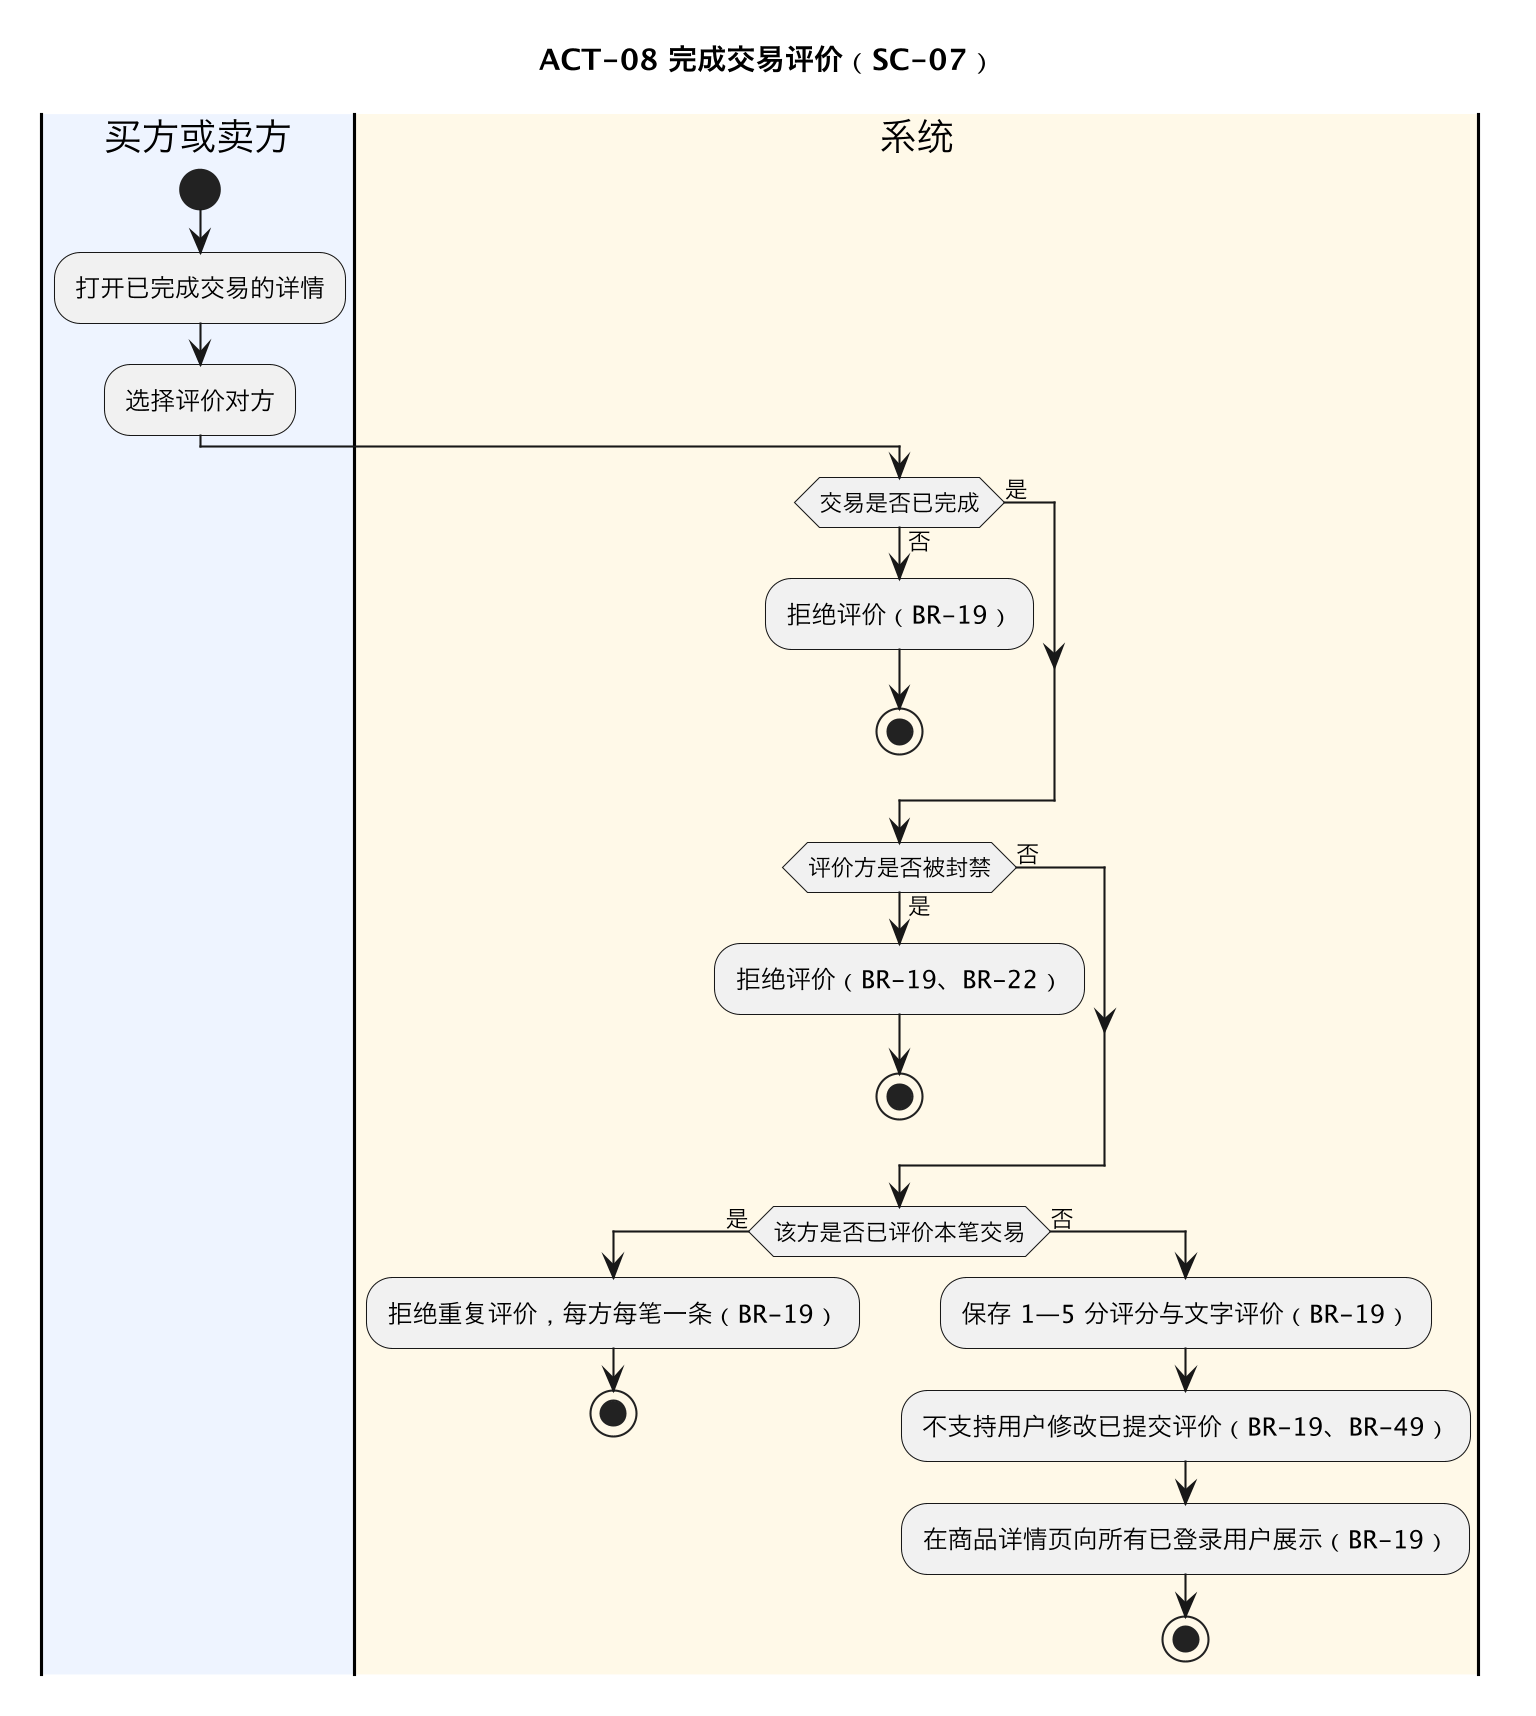 ACT-08 完成交易评价（SC-07）
买方或卖方
系统
打开已完成交易的详情
选择评价对方
交易是否已完成
是
否
拒绝评价（BR-19）
评价方是否被封禁
否
是
拒绝评价（BR-19、BR-22）
该方是否已评价本笔交易
是
否
拒绝重复评价，每方每笔一条（BR-19）
保存 1—5 分评分与文字评价（BR-19）
不支持用户修改已提交评价（BR-19、BR-49）
在商品详情页向所有已登录用户展示（BR-19）